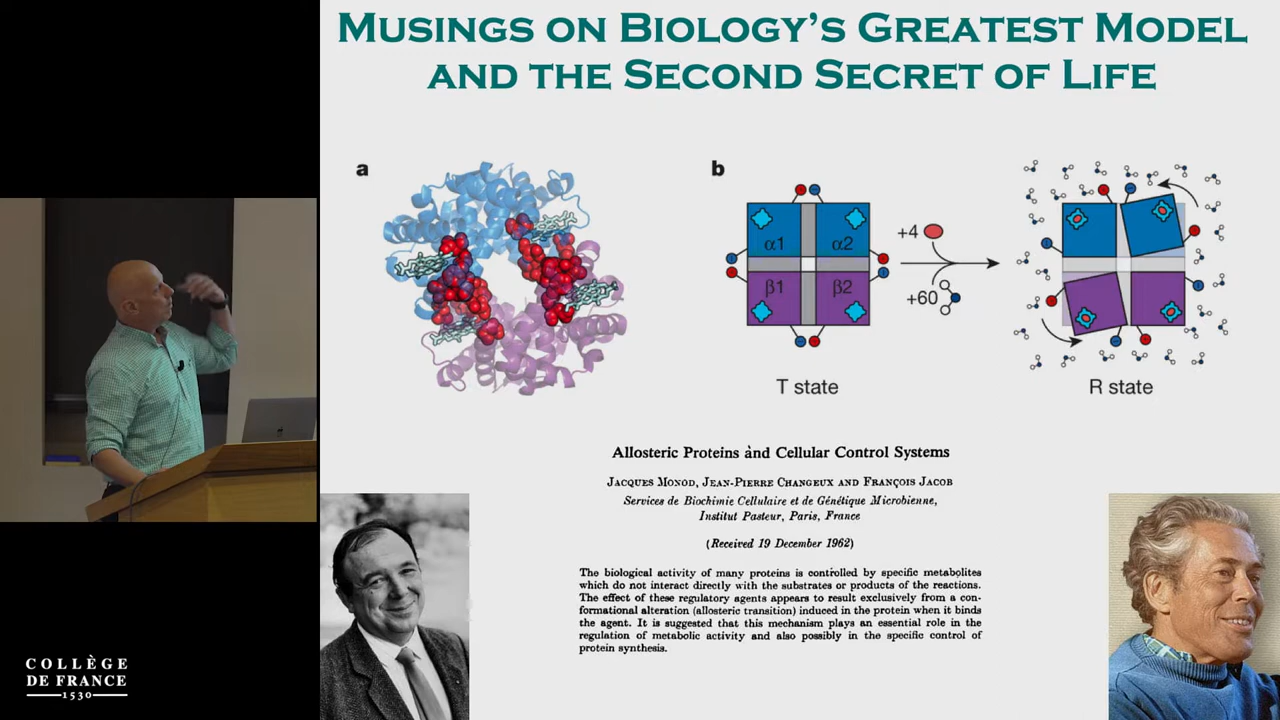 MUSINGS ON BIOLOGY'S GREATEST MODEL
AND THE SECOND SECRET OF LIFE
a
b
α1
α2
β1
β2
+4
+60
T state
R state
Allosteric Proteins and Cellular Control Systems
JACQUES MONOD, JEAN-PIERRE CHANGEUX AND FRANÇOIS JACOB
Services de Biochimie Cellulaire et de Génétique Microbienne,
Institut Pasteur, Paris, France
(Received 19 December 1962)
The biological activity of many proteins is controlled by specific metabolites
which do not interact directly with the substrates or products of the reactions.
The effect of these regulatory agents appears to result exclusively from a con-
formational alteration (allosteric transition) induced in the protein when it binds
the agent. It is suggested that this mechanism plays an essential role in the
regulation of metabolic activity and also possibly in the specific control of
protein synthesis.
COLLÈGE
DE FRANCE
1530